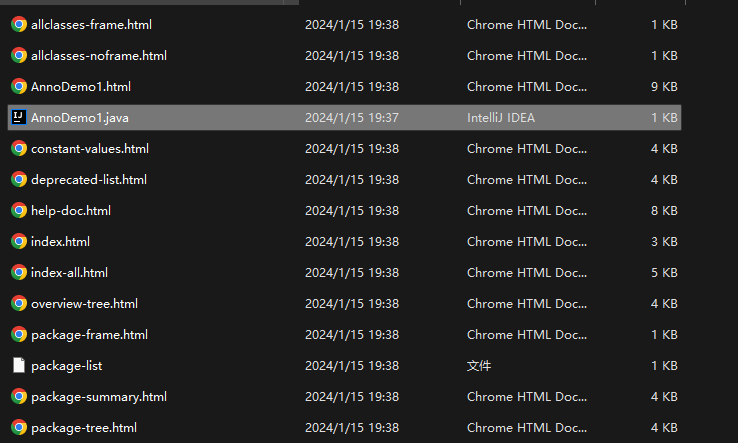 allclasses-frame.html 2024/1/15 19:38 Chrome HTML Doc... 1 KB
allclasses-noframe.html 2024/1/15 19:38 Chrome HTML Doc... 1 KB
AnnoDemo1.html 2024/1/15 19:38 Chrome HTML Doc... 9 KB
AnnoDemo1.java 2024/1/15 19:37 IntelliJ IDEA 1 KB
constant-values.html 2024/1/15 19:38 Chrome HTML Doc... 4 KB
deprecated-list.html 2024/1/15 19:38 Chrome HTML Doc... 4 KB
help-doc.html 2024/1/15 19:38 Chrome HTML Doc... 8 KB
index.html 2024/1/15 19:38 Chrome HTML Doc... 3 KB
index-all.html 2024/1/15 19:38 Chrome HTML Doc... 5 KB
overview-tree.html 2024/1/15 19:38 Chrome HTML Doc... 4 KB
package-frame.html 2024/1/15 19:38 Chrome HTML Doc... 1 KB
package-list 2024/1/15 19:38 文件 1 KB
package-summary.html 2024/1/15 19:38 Chrome HTML Doc... 4 KB
package-tree.html 2024/1/15 19:38 Chrome HTML Doc... 4 KB